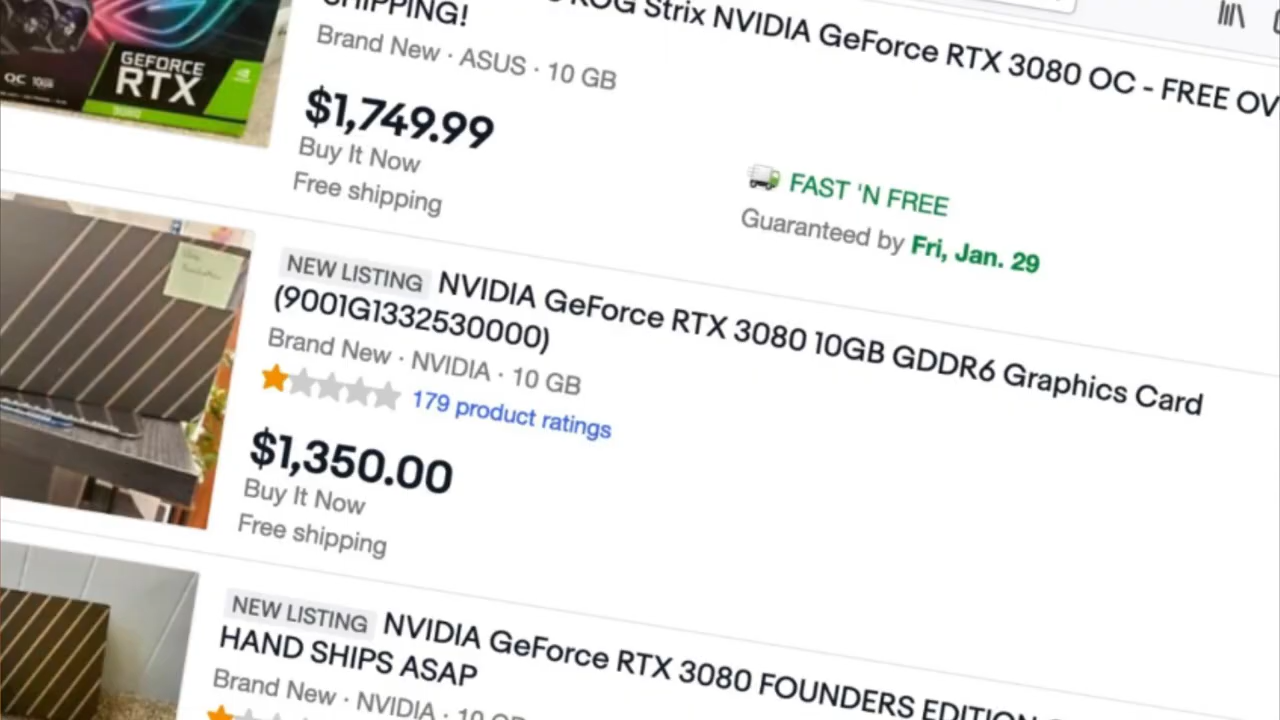 GEFORCE
RTX
OC
Strix NVIDIA GeForce RTX 3080 OC - FREE
SHIPPING!
Brand New · ASUS · 10 GB
$1,749.99
Buy It Now
Free shipping
FAST 'N FREE
Guaranteed by Fri, Jan. 29
NEW LISTING NVIDIA GeForce RTX 3080 10GB GDDR6 Graphics Card
(9001G1332530000)
Brand New · NVIDIA · 10 GB
179 product ratings
$1,350.00
Buy It Now
Free shipping
NEW LISTING NVIDIA GeForce RTX 3080 FOUNDERS EDITION
HAND SHIPS ASAP
Brand New · NVIDIA · 10 GB